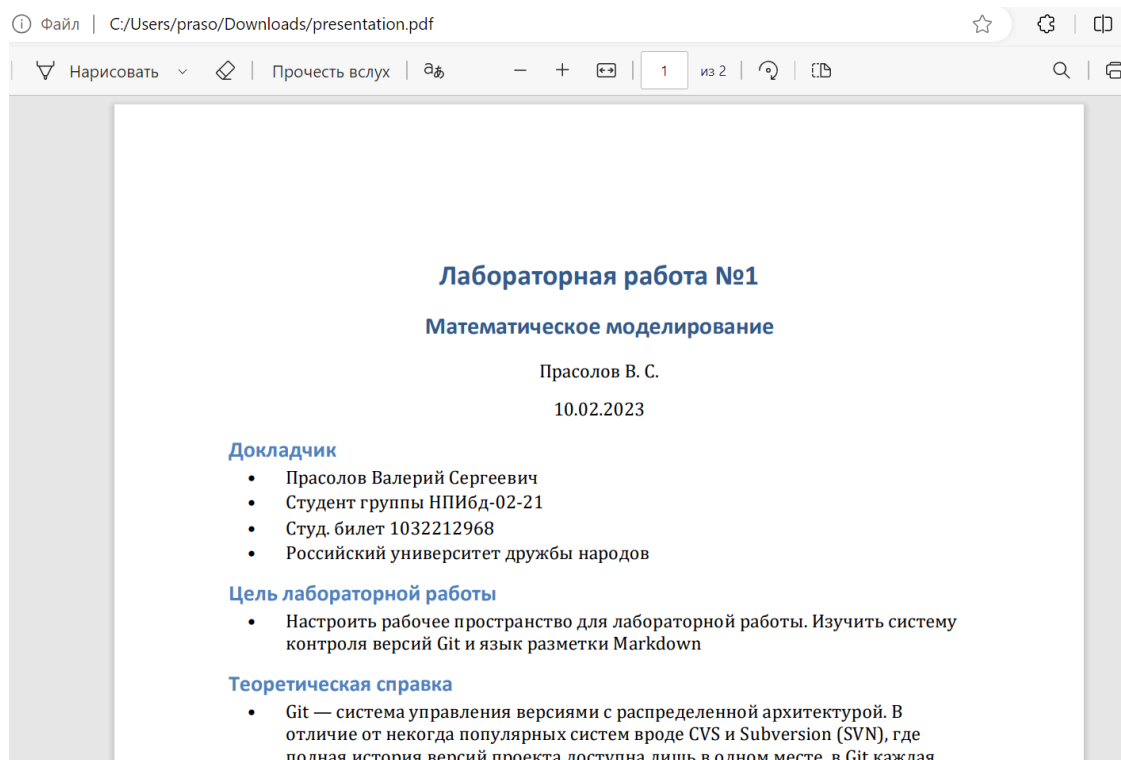 Файл | C:/Users/praso/Downloads/presentation.pdf
Нарисовать | Прочесть вслух | aあ 1 из 2
Лабораторная работа №1
Математическое моделирование
Прасолов В. С.
10.02.2023
Докладчик
• Прасолов Валерий Сергеевич
• Студент группы НПИбд-02-21
• Студ. билет 1032212968
• Российский университет дружбы народов
Цель лабораторной работы
• Настроить рабочее пространство для лабораторной работы. Изучить систему
контроля версий Git и язык разметки Markdown
Теоретическая справка
• Git — система управления версиями с распределенной архитектурой. В
отличие от некогда популярных систем вроде CVS и Subversion (SVN), где
полная история версий проекта доступна лишь в одном месте, в Git каждая